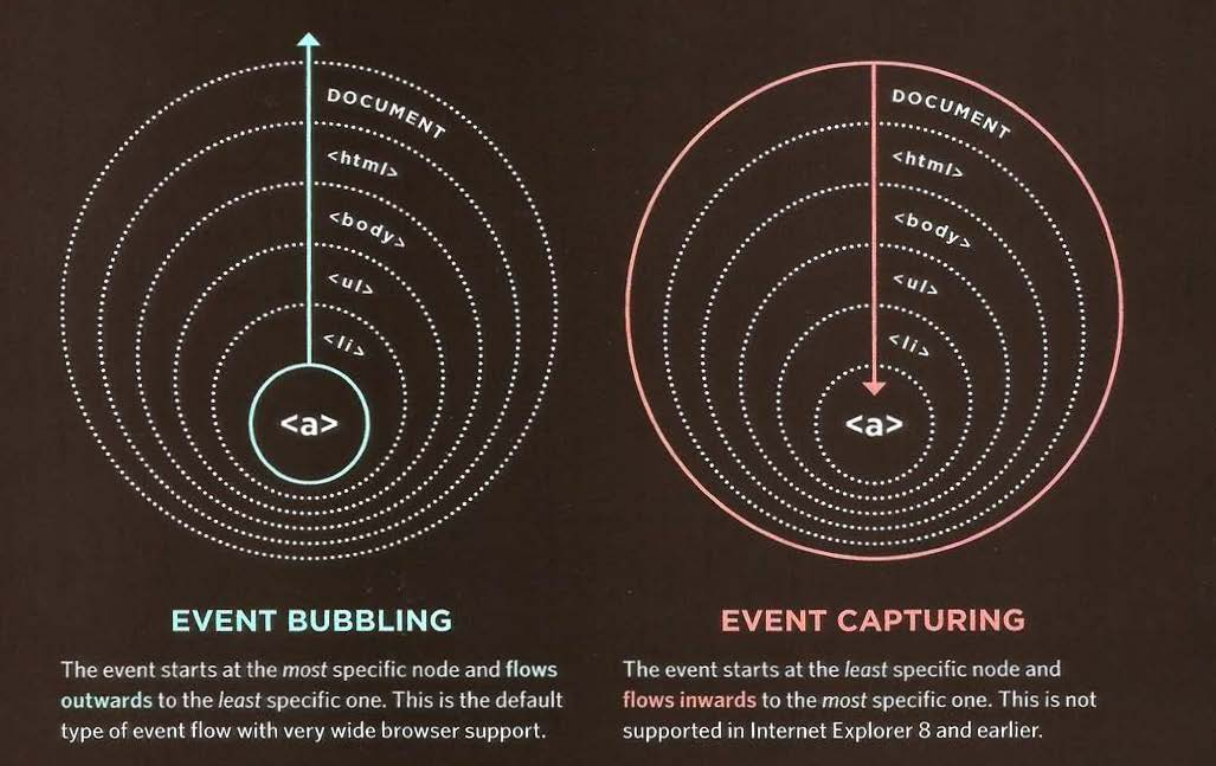 DOCUMENT
<html>
<body>
<ul>
<li>
<a>
EVENT BUBBLING
The event starts at the most specific node and flows
outwards to the least specific one. This is the default
type of event flow with very wide browser support.
DOCUMENT
<html>
<body>
<ul>
<li>
<a>
EVENT CAPTURING
The event starts at the least specific node and
flows inwards to the most specific one. This is not
supported in Internet Explorer 8 and earlier.